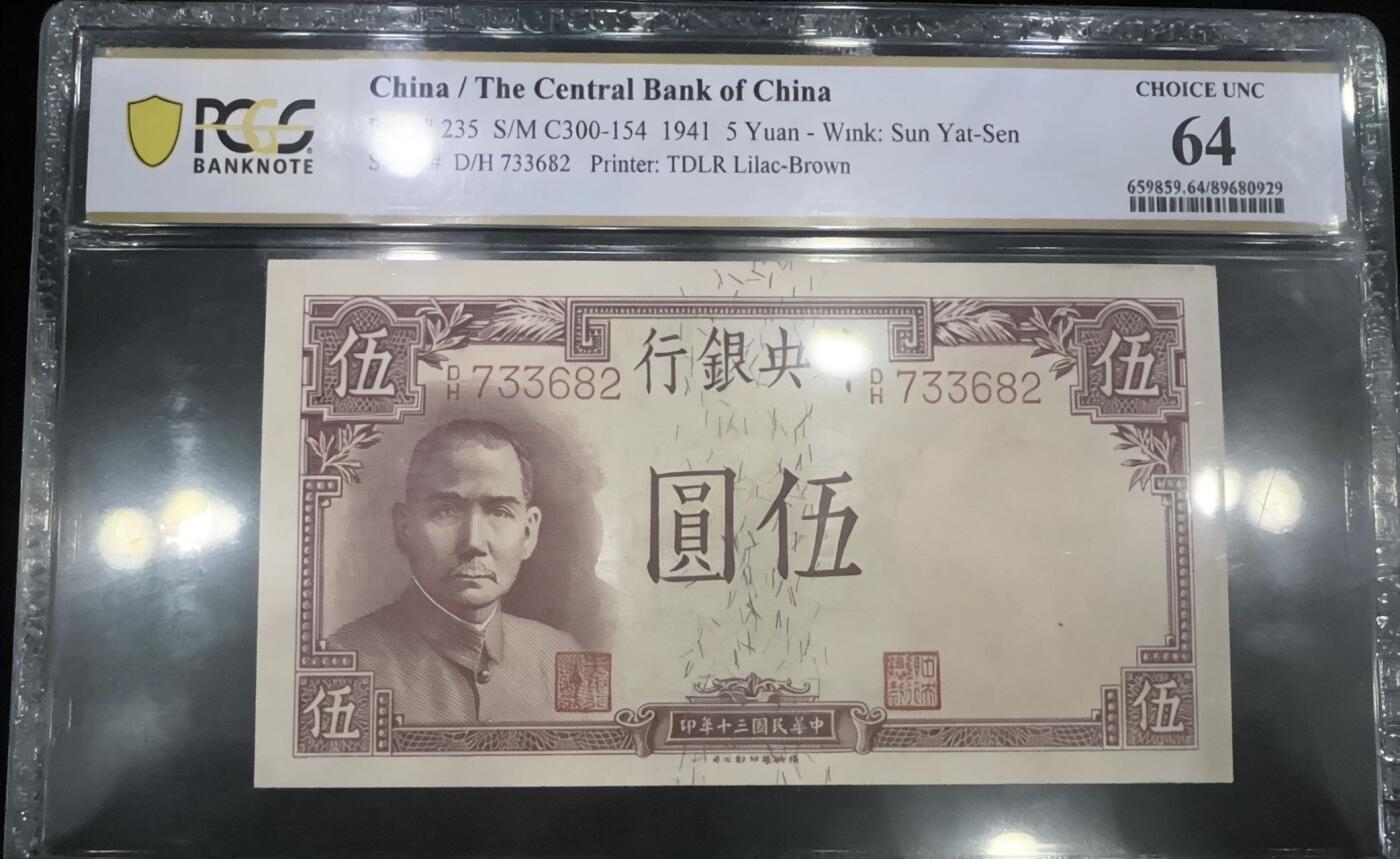 PCGS
BANKNOTE
China / The Central Bank of China
235 S/M C300-154 1941 5 Yuan - Wmk: Sun Yat-Sen
D/H 733682 Printer: TDLR Lilac-Brown
CHOICE UNC
64
659859.64/89680929
伍
行銀央
伍
D/H 733682
D/H 733682
圓伍
伍
印年十三國民華中
伍